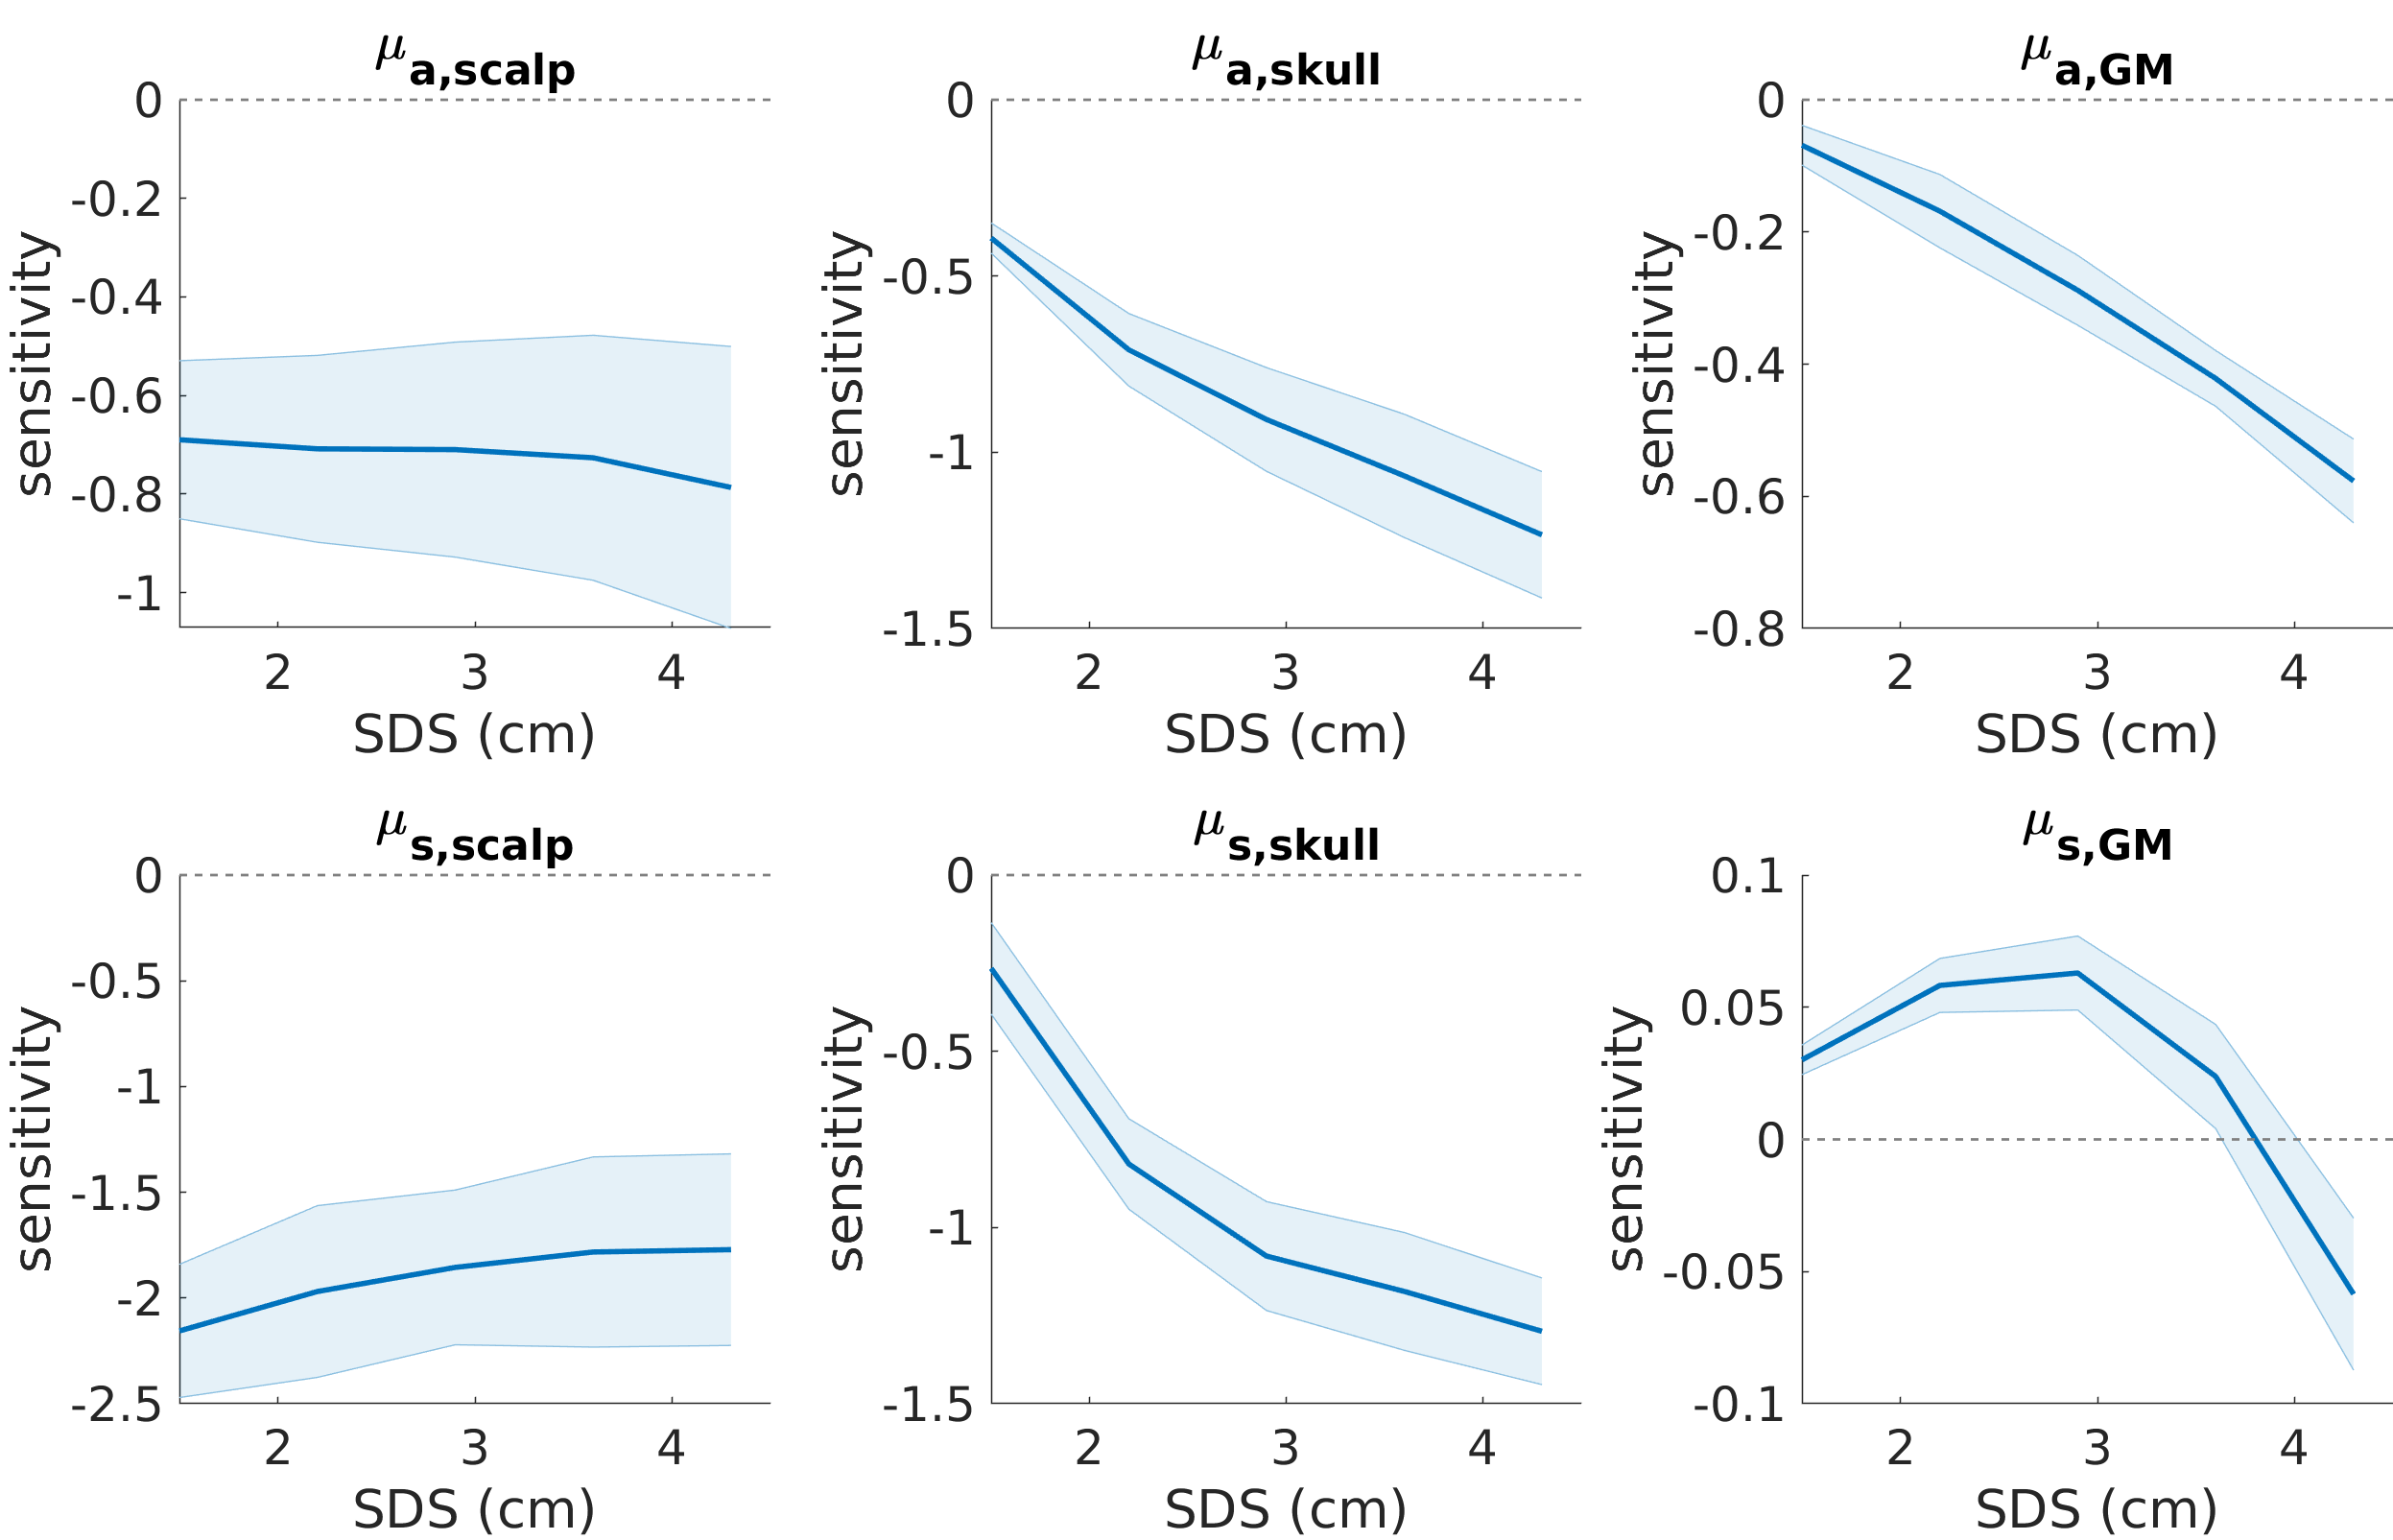 μa,scalp
0
-0.2
-0.4
-0.6
-0.8
-1
sensitivity
2 3 4
SDS (cm)
μa,skull
0
-0.5
-1
-1.5
sensitivity
2 3 4
SDS (cm)
μa,GM
0
-0.2
-0.4
-0.6
-0.8
sensitivity
2 3 4
SDS (cm)
μs,scalp
0
-0.5
-1
-1.5
-2
-2.5
sensitivity
2 3 4
SDS (cm)
μs,skull
0
-0.5
-1
-1.5
sensitivity
2 3 4
SDS (cm)
μs,GM
0.1
0.05
0
-0.05
-0.1
sensitivity
2 3 4
SDS (cm)